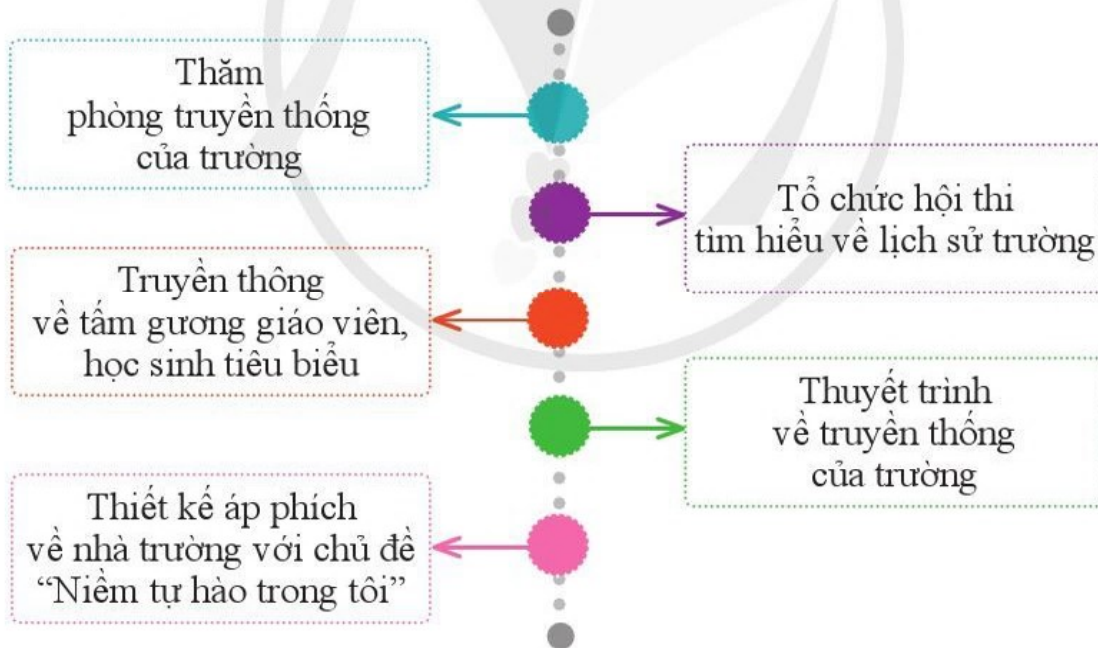 Thăm
phòng truyền thống
của trường
Tổ chức hội thi
tìm hiểu về lịch sử trường
Truyền thông
về tấm gương giáo viên,
học sinh tiêu biểu
Thuyết trình
về truyền thống
của trường
Thiết kế áp phích
về nhà trường với chủ đề
“Niềm tự hào trong tôi”